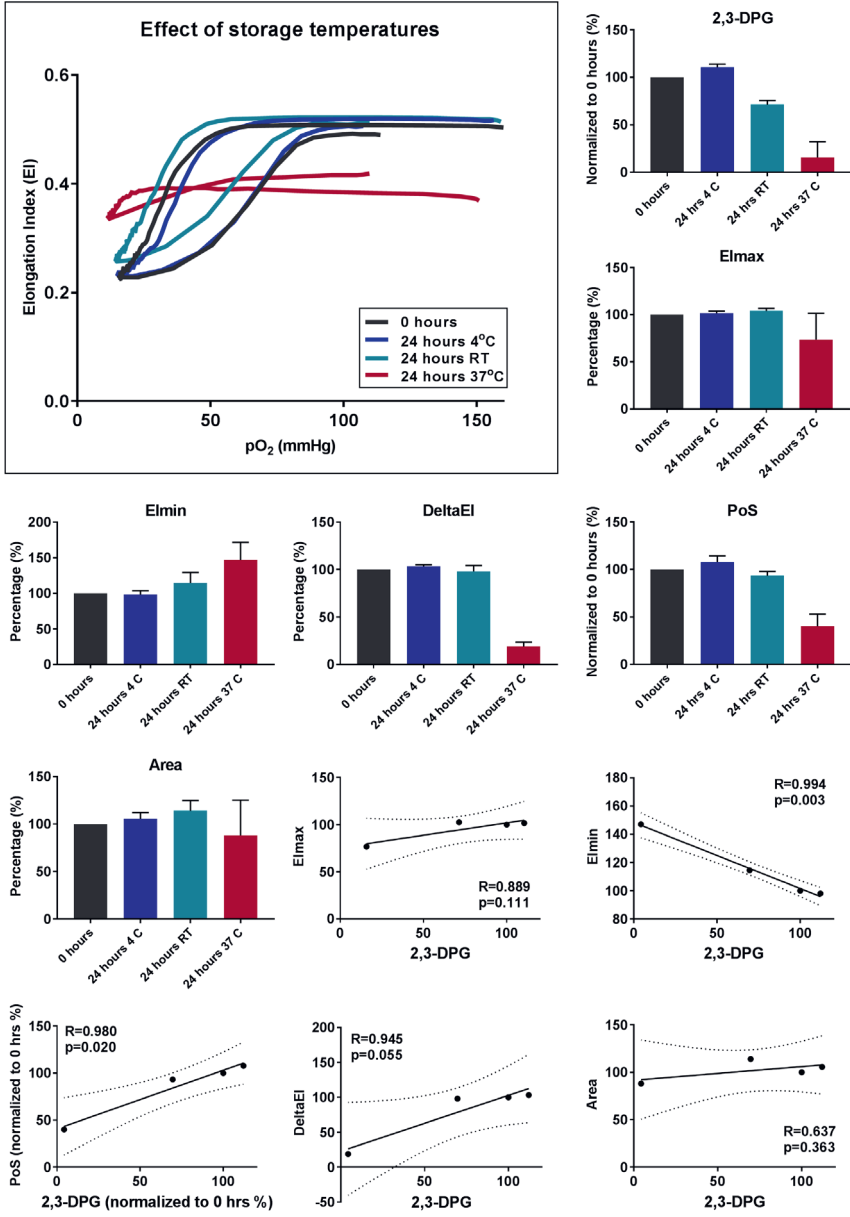 Effect of storage temperatures
Elongation Index (EI)
0.6
0.4
0.2
0.0
0 50 100 150
pO2 (mmHg)
0 hours
24 hours 4°C
24 hours RT
24 hours 37°C
2,3-DPG
Normalized to 0 hours (%)
150
100
50
0
0 hours
24 hrs 4 C
24 hrs RT
24 hrs 37 C
EImax
Percentage (%)
150
100
50
0
0 hours
24 hours 4 C
24 hours RT
24 hours 37 C
EImin
Percentage (%)
200
150
100
50
0
0 hours
24 hours 4 C
24 hours RT
24 hours 37 C
DeltaEI
Percentage (%)
150
100
50
0
0 hours
24 hours 4 C
24 hours RT
24 hours 37 C
PoS
Normalized to 0 hours (%)
150
100
50
0
0 hours
24 hrs 4 C
24 hrs RT
24 hrs 37 C
Area
Percentage (%)
150
100
50
0
0 hours
24 hours 4 C
24 hours RT
24 hours 37 C
EImax
150
100
50
0
R=0.889
p=0.111
0 50 100
2,3-DPG
EImin
180
160
140
120
100
80
R=0.994
p=0.003
0 50 100
2,3-DPG
PoS (normalized to 0 hrs %)
150
100
50
0
R=0.980
p=0.020
0 50 100
2,3-DPG (normalized to 0 hrs %)
DeltaEI
200
150
100
50
0
-50
R=0.945
p=0.055
0 50 100
2,3-DPG
Area
150
100
50
0
R=0.637
p=0.363
0 50 100
2,3-DPG